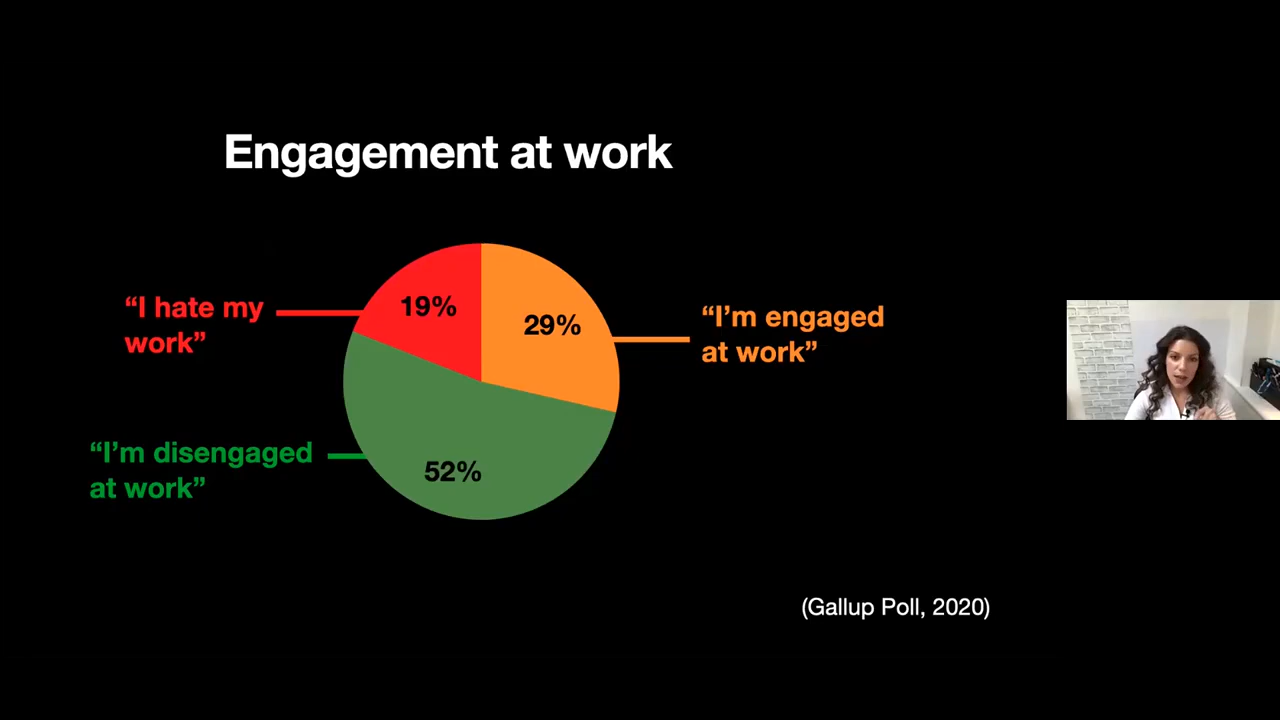 Engagement at work
“I hate my
work”
19%
29%
“I’m engaged
at work”
“I’m disengaged
at work”
52%
(Gallup Poll, 2020)